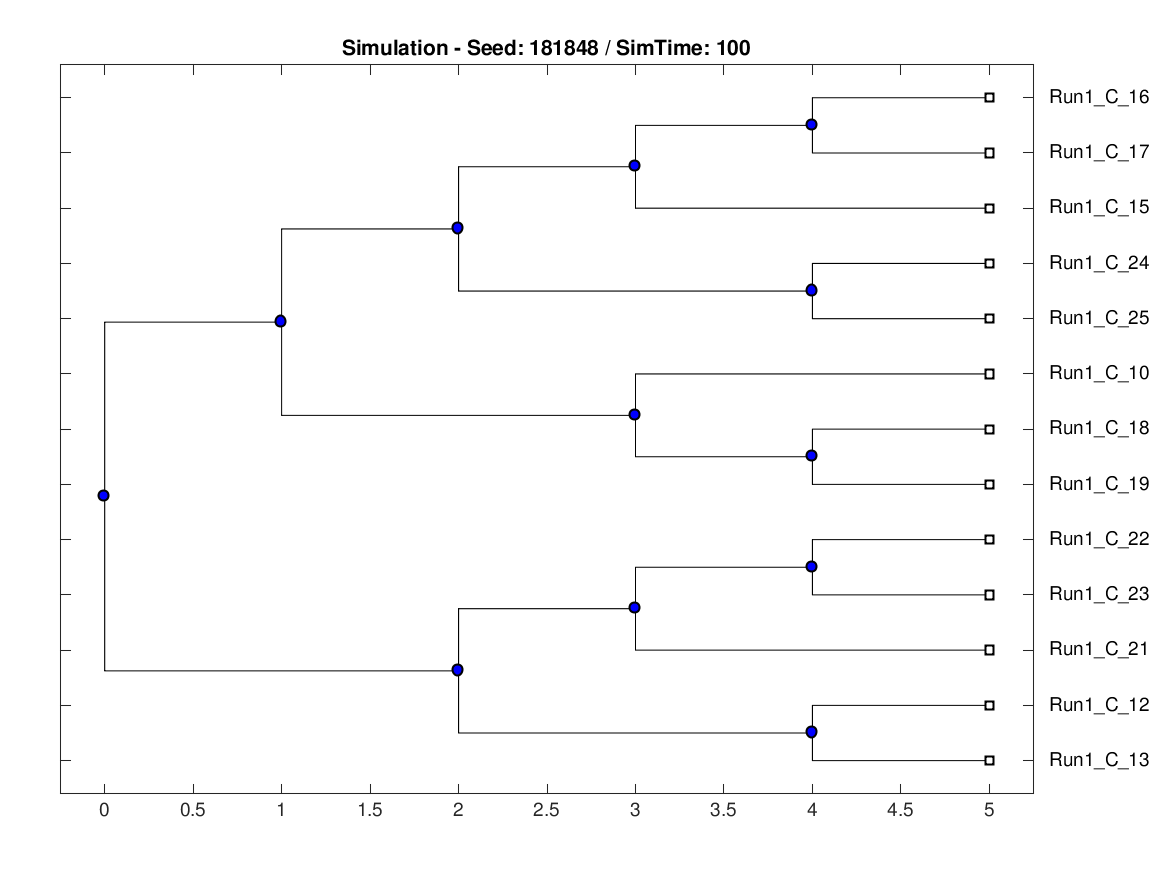 Simulation - Seed: 181848 / SimTime: 100
Run1_C_16
Run1_C_17
Run1_C_15
Run1_C_24
Run1_C_25
Run1_C_10
Run1_C_18
Run1_C_19
Run1_C_22
Run1_C_23
Run1_C_21
Run1_C_12
Run1_C_13
0 0.5 1 1.5 2 2.5 3 3.5 4 4.5 5